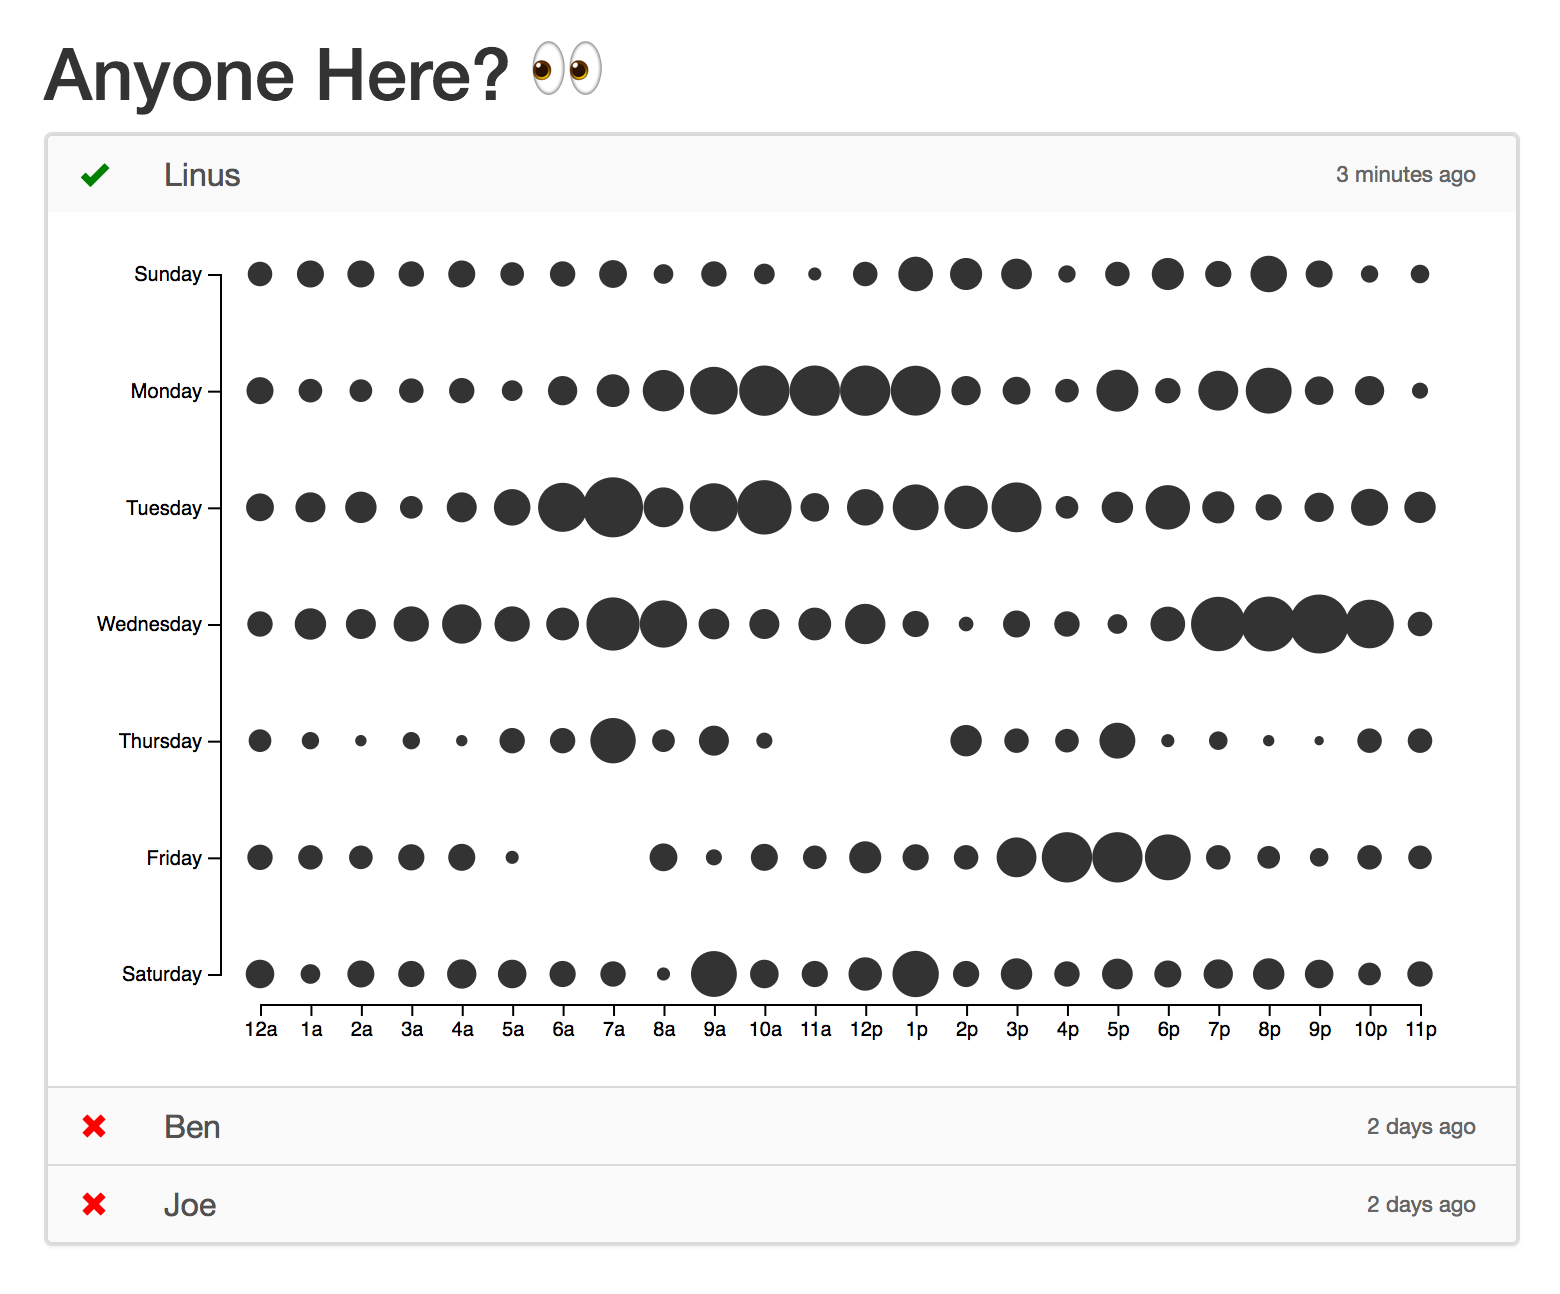 Anyone Here? 👀
Linus 3 minutes ago
Sunday
Monday
Tuesday
Wednesday
Thursday
Friday
Saturday
12a 1a 2a 3a 4a 5a 6a 7a 8a 9a 10a 11a 12p 1p 2p 3p 4p 5p 6p 7p 8p 9p 10p 11p
Ben 2 days ago
Joe 2 days ago